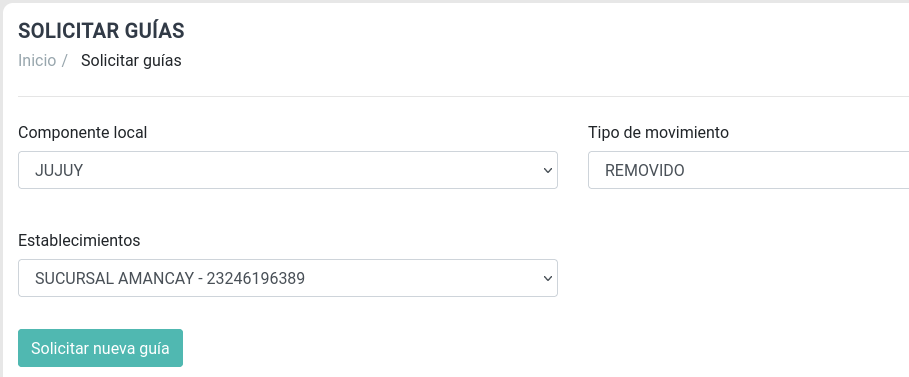 SOLICITAR GUÍAS
Inicio / Solicitar guías
Componente local
Tipo de movimiento
JUJUY
REMOVIDO
Establecimientos
SUCURSAL AMANCAY - 23246196389
Solicitar nueva guía